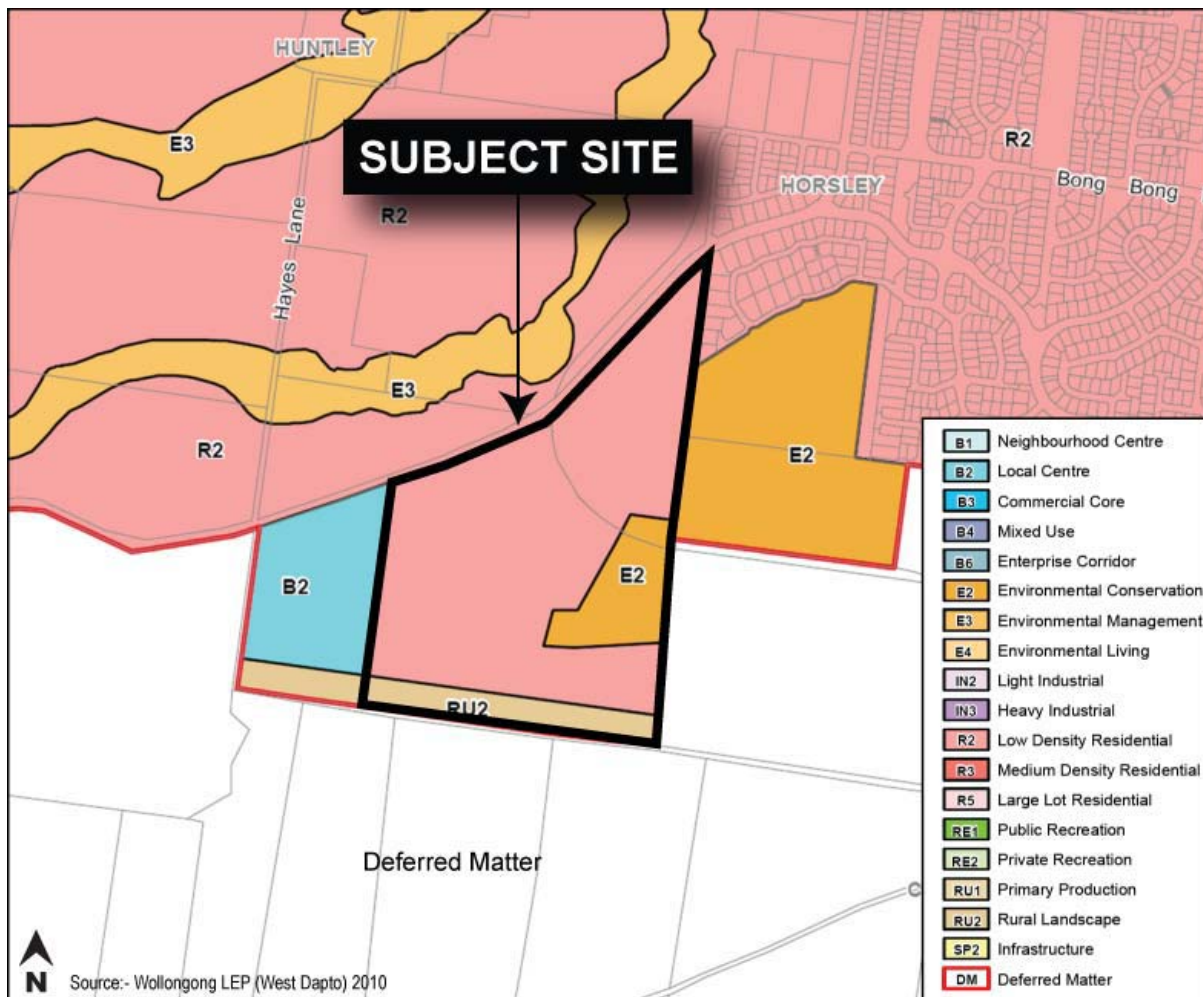 HUNTLEY
E3
SUBJECT SITE
R2
HORSLEY
Bong Bong
R2
Hayes Lane
E3
R2
E2
E2
B2
RU2
Deferred Matter
C
B1 Neighbourhood Centre
B2 Local Centre
B3 Commercial Core
B4 Mixed Use
B6 Enterprise Corridor
E2 Environmental Conservation
E3 Environmental Management
E4 Environmental Living
IN2 Light Industrial
IN3 Heavy Industrial
R2 Low Density Residential
R3 Medium Density Residential
R5 Large Lot Residential
RE1 Public Recreation
RE2 Private Recreation
RU1 Primary Production
RU2 Rural Landscape
SP2 Infrastructure
DM Deferred Matter
N
Source:- Wollongong LEP (West Dapto) 2010